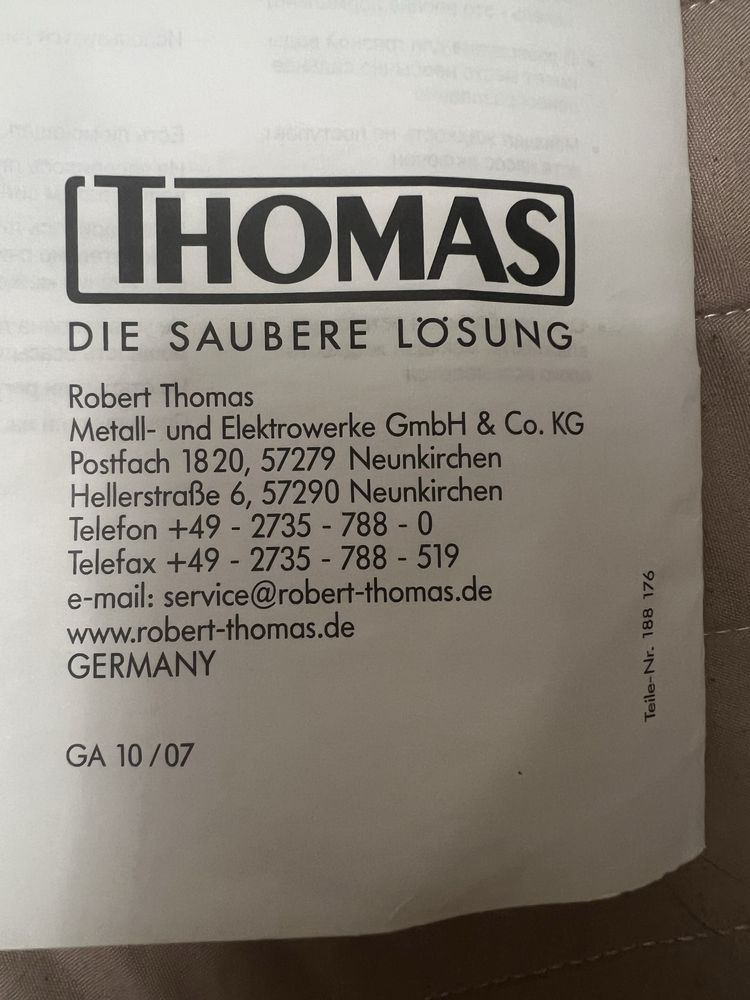 THOMAS
DIE SAUBERE LÖSUNG
Robert Thomas
Metall- und Elektrowerke GmbH & Co. KG
Postfach 1820, 57279 Neunkirchen
Hellerstraße 6, 57290 Neunkirchen
Telefon +49 - 2735 - 788 - 0
Telefax +49 - 2735 - 788 - 519
e-mail: service@robert-thomas.de
www.robert-thomas.de
GERMANY
GA 10/07
Teile-Nr. 188 176